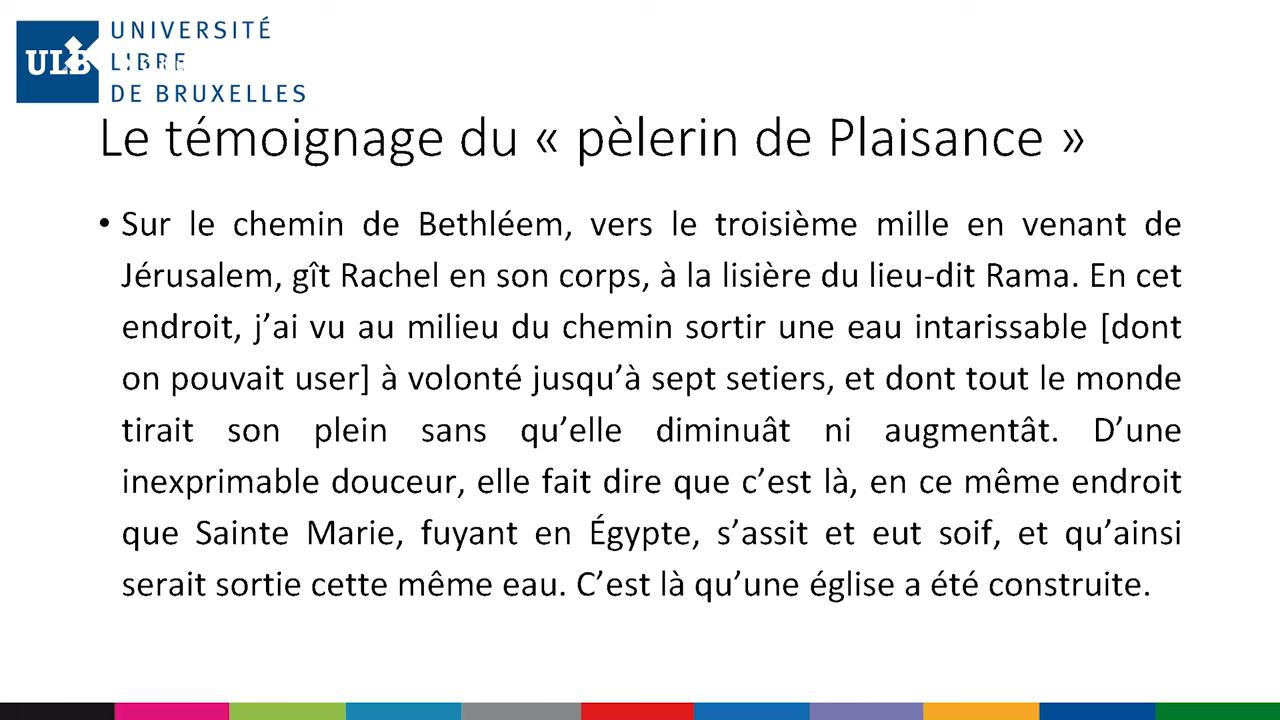 UNIVERSITÉ
ULB LIBRE
DE BRUXELLES
Le témoignage du « pèlerin de Plaisance »
• Sur le chemin de Bethléem, vers le troisième mille en venant de
Jérusalem, gît Rachel en son corps, à la lisière du lieu-dit Rama. En cet
endroit, j’ai vu au milieu du chemin sortir une eau intarissable [dont
on pouvait user] à volonté jusqu’à sept setiers, et dont tout le monde
tirait son plein sans qu’elle diminuât ni augmentât. D’une
inexprimable douceur, elle fait dire que c’est là, en ce même endroit
que Sainte Marie, fuyant en Égypte, s’assit et eut soif, et qu’ainsi
serait sortie cette même eau. C’est là qu’une église a été construite.